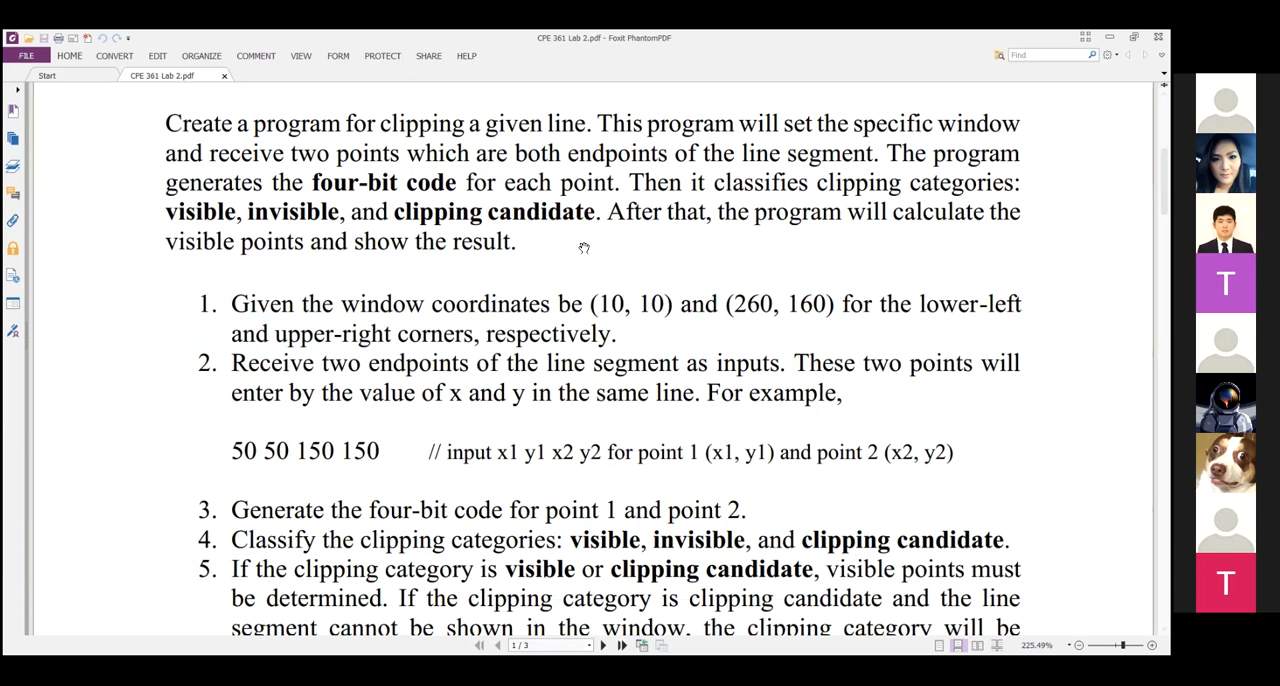 CPE 361 Lab 2.pdf - Foxit PhantomPDF
FILE HOME CONVERT EDIT ORGANIZE COMMENT VIEW FORM PROTECT SHARE HELP Find
Start CPE 361 Lab 2.pdf
Create a program for clipping a given line. This program will set the specific window
and receive two points which are both endpoints of the line segment. The program
generates the four-bit code for each point. Then it classifies clipping categories:
visible, invisible, and clipping candidate. After that, the program will calculate the
visible points and show the result.
1. Given the window coordinates be (10, 10) and (260, 160) for the lower-left
and upper-right corners, respectively.
2. Receive two endpoints of the line segment as inputs. These two points will
enter by the value of x and y in the same line. For example,
50 50 150 150 // input x1 y1 x2 y2 for point 1 (x1, y1) and point 2 (x2, y2)
3. Generate the four-bit code for point 1 and point 2.
4. Classify the clipping categories: visible, invisible, and clipping candidate.
5. If the clipping category is visible or clipping candidate, visible points must
be determined. If the clipping category is clipping candidate and the line
segment cannot be shown in the window, the clipping category will be
1 / 3 225.49%
T
T